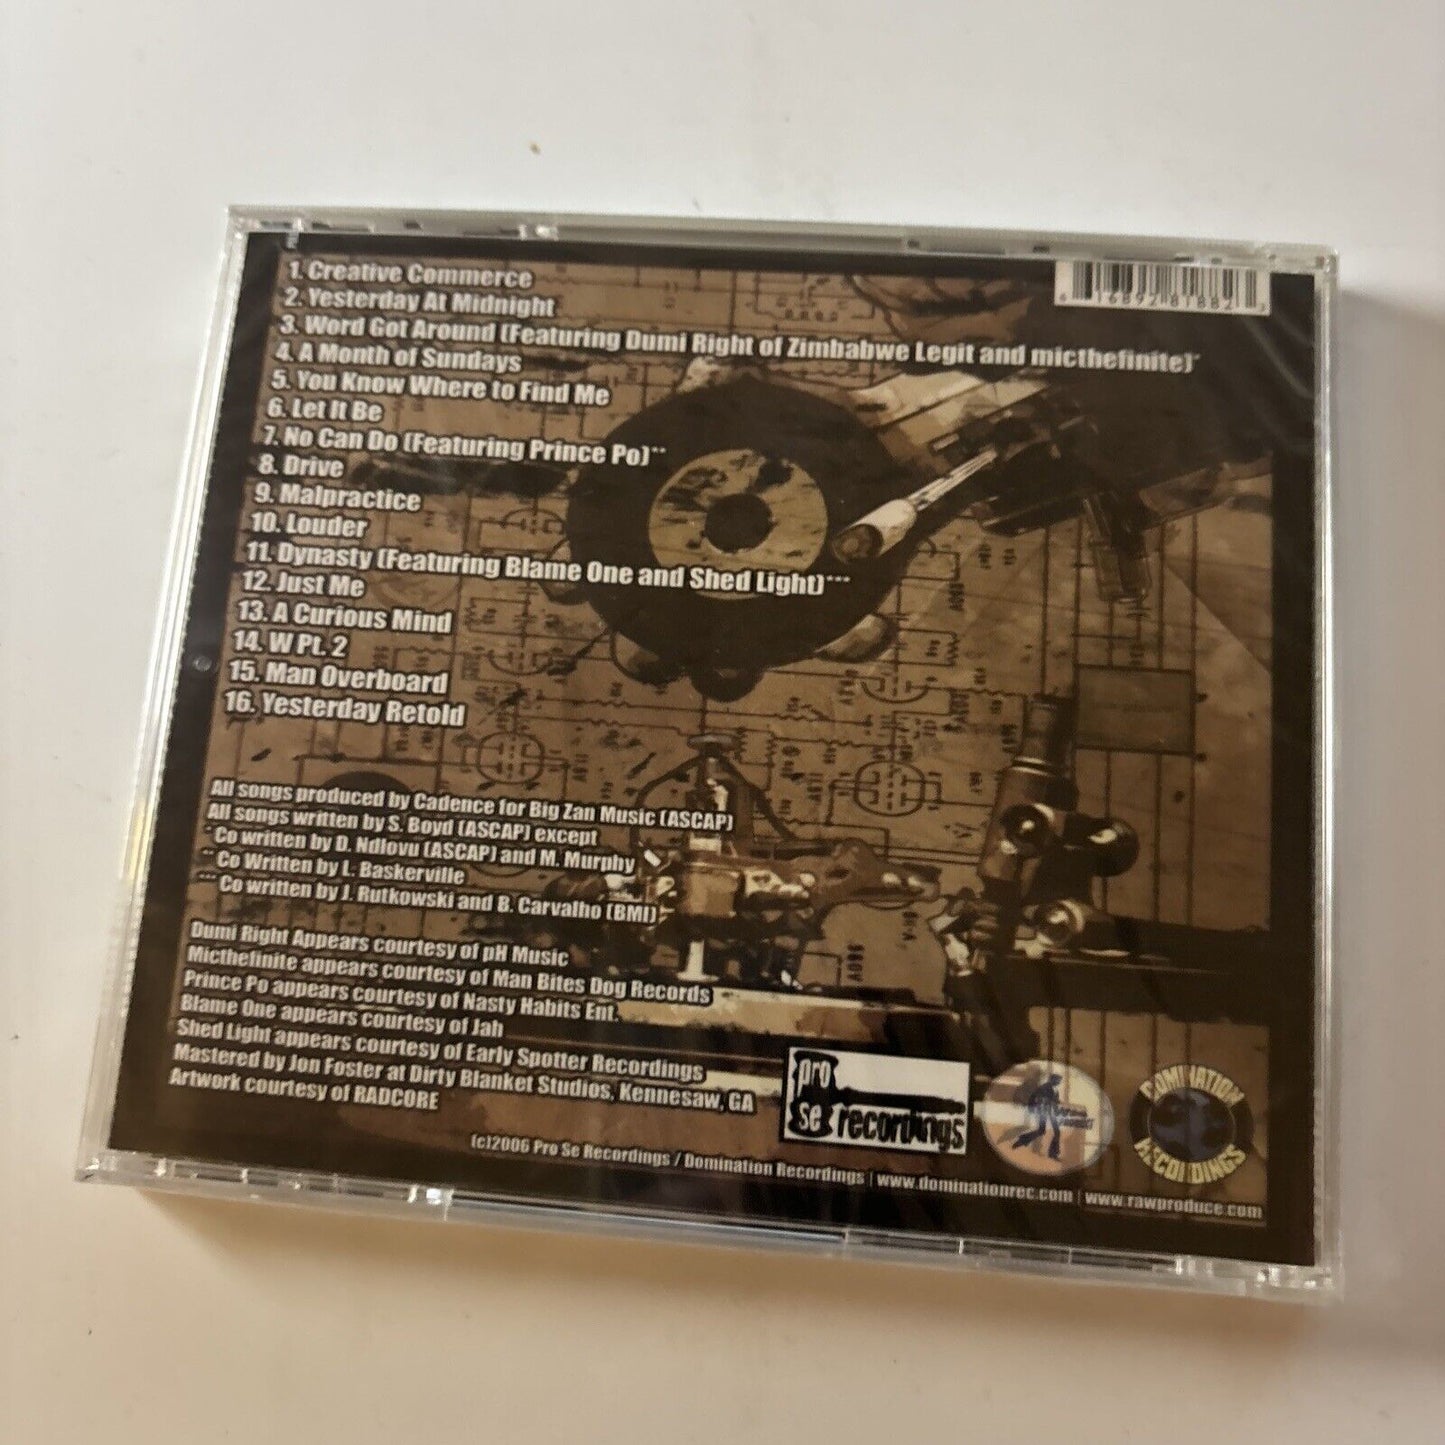 1. Creative Commerce
2. Yesterday At Midnight
3. Word Got Around (Featuring Dumi Right of Zimbabwe Legit and micthefinite)*
4. A Month of Sundays
5. You Know Where to Find Me
6. Let It Be
7. No Can Do (Featuring Prince Po)**
8. Drive
9. Malpractice
10. Louder
11. Dynasty (Featuring Blame One and Shed Light)***
12. Just Me
13. A Curious Mind
14. W Pt. 2
15. Man Overboard
16. Yesterday Retold
All songs produced by Cadence for Big Zan Music (ASCAP)
All songs written by S. Boyd (ASCAP) except
*Co written by D. Ndlovu (ASCAP) and M. Murphy
**Co Written by L. Baskerville
***Co written by J. Rutkowski and B. Carvalho (BMI)
Dumi Right Appears courtesy of pH Music
Micthefinite appears courtesy of Man Bites Dog Records
Prince Po appears courtesy of Nasty Habits Ent.
Blame One appears courtesy of Jah
Shed Light appears courtesy of Early Spotter Recordings
Mastered by Jon Foster at Dirty Blanket Studios, Kennesaw, GA
Artwork courtesy of RADCORE
pro se recordings
DOMINATION RECORDINGS
(c)2006 Pro Se Recordings / Domination Recordings | www.dominationrec.com | www.rawproduce.com